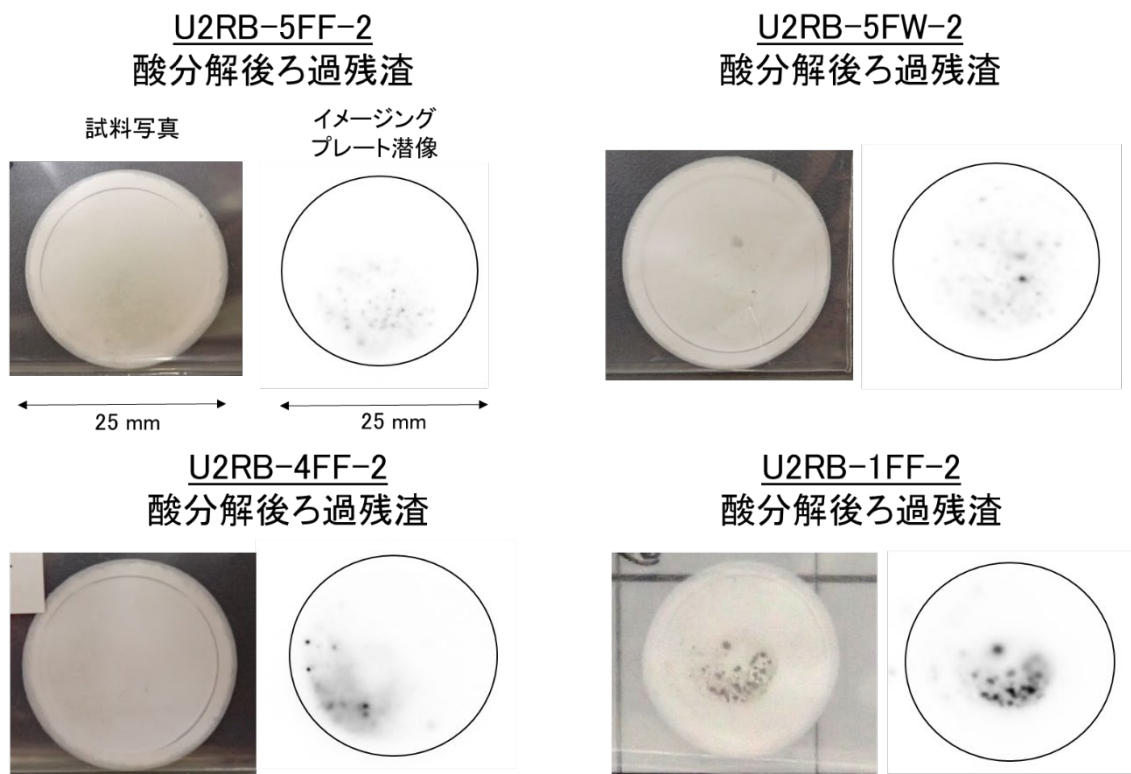 U2RB-5FF-2
酸分解後ろ過残渣
試料写真
イメージング
プレート潜像
25 mm
25 mm
U2RB-5FW-2
酸分解後ろ過残渣
U2RB-4FF-2
酸分解後ろ過残渣
U2RB-1FF-2
酸分解後ろ過残渣